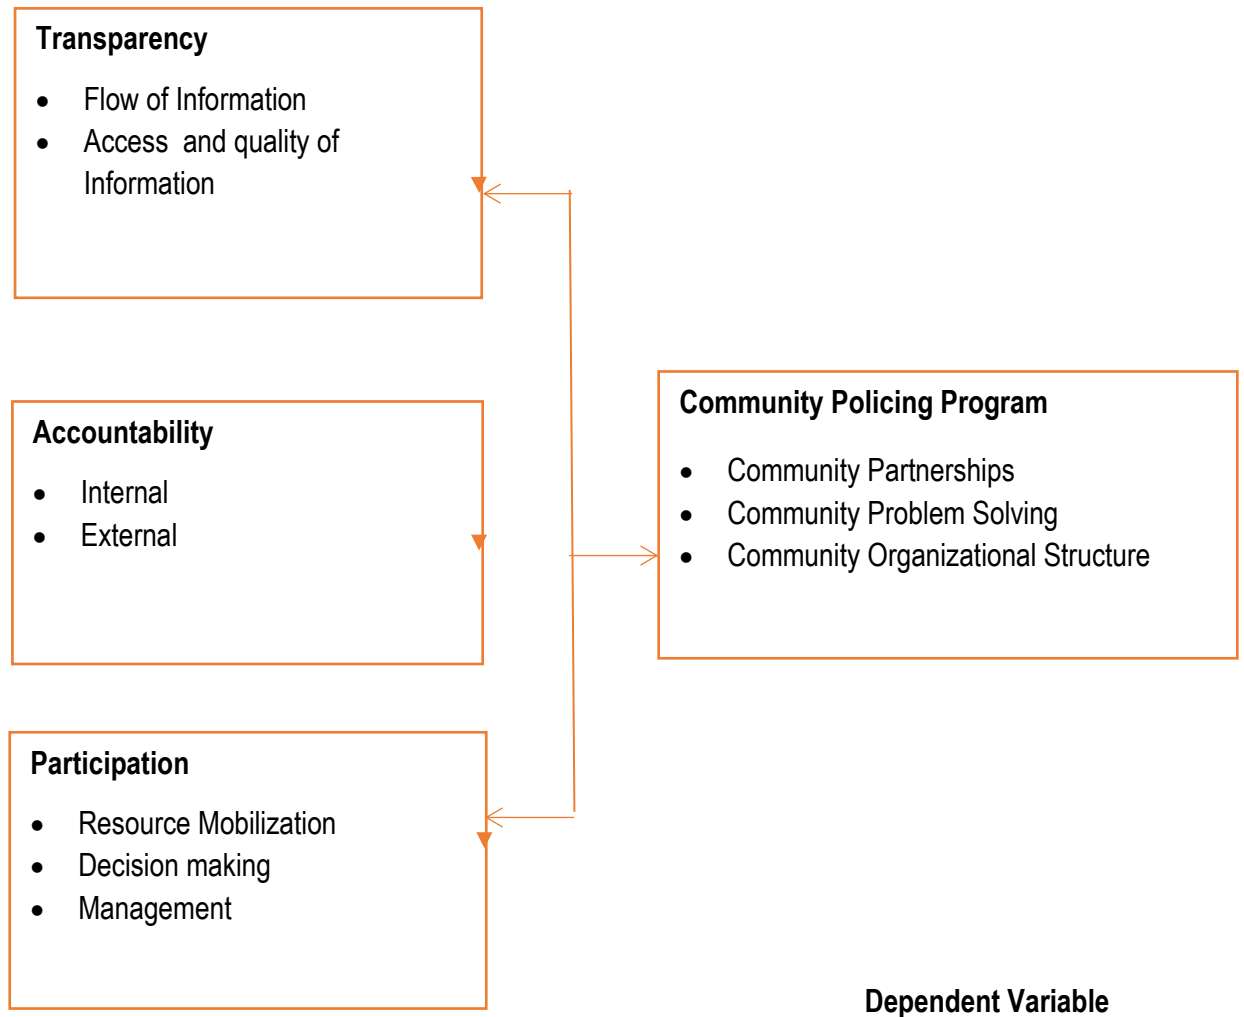 Transparency
• Flow of Information
• Access and quality of
Information
Accountability
• Internal
• External
Participation
• Resource Mobilization
• Decision making
• Management
Community Policing Program
• Community Partnerships
• Community Problem Solving
• Community Organizational Structure
Dependent Variable